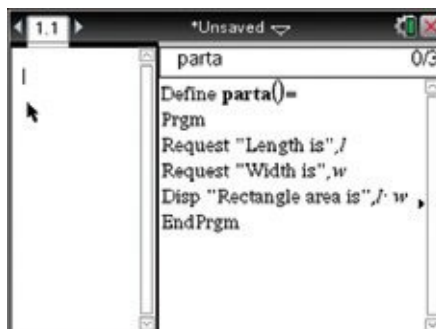 1.1 *Unsaved
parta 0/3
Define parta()=
Prgm
Request "Length is",l
Request "Width is",w
Disp "Rectangle area is",l· w
EndPrgm